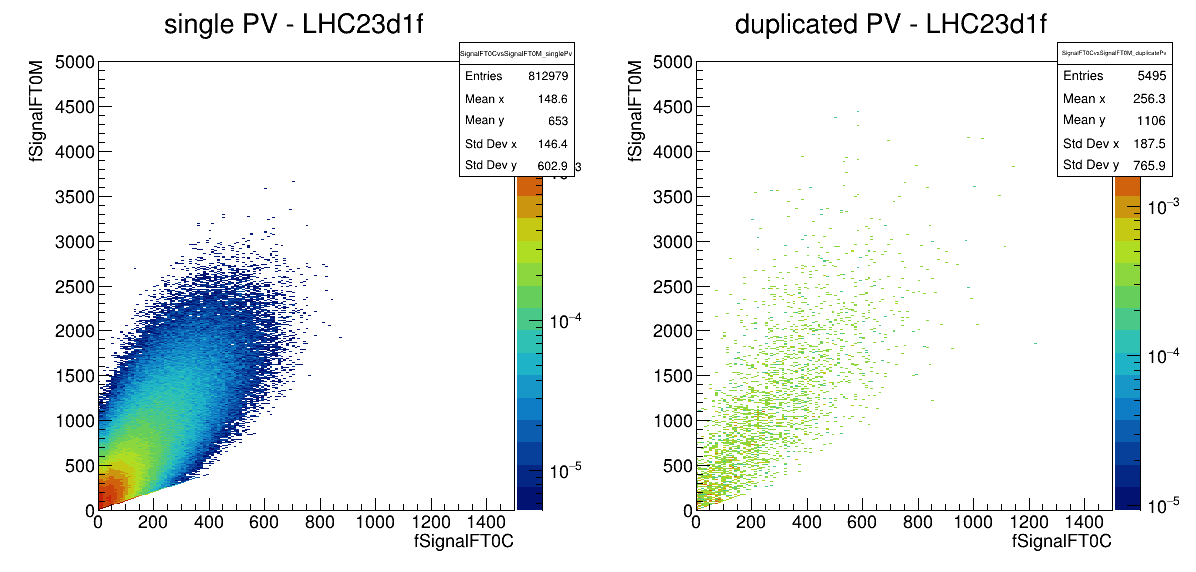 single PV - LHC23d1f
SignalFT0CvsSignalFT0M_singlePv
Entries 812979
Mean x 148.6
Mean y 653
Std Dev x 146.4
Std Dev y 602.9
fSignalFT0M
5000
4500
4000
3500
3000
2500
2000
1500
1000
500
0
0 200 400 600 800 1000 1200 1400
fSignalFT0C
10⁻³
10⁻⁴
10⁻⁵
duplicated PV - LHC23d1f
SignalFT0CvsSignalFT0M_duplicatePv
Entries 5495
Mean x 256.3
Mean y 1106
Std Dev x 187.5
Std Dev y 765.9
fSignalFT0M
5000
4500
4000
3500
3000
2500
2000
1500
1000
500
0
0 200 400 600 800 1000 1200 1400
fSignalFT0C
10⁻³
10⁻⁴
10⁻⁵